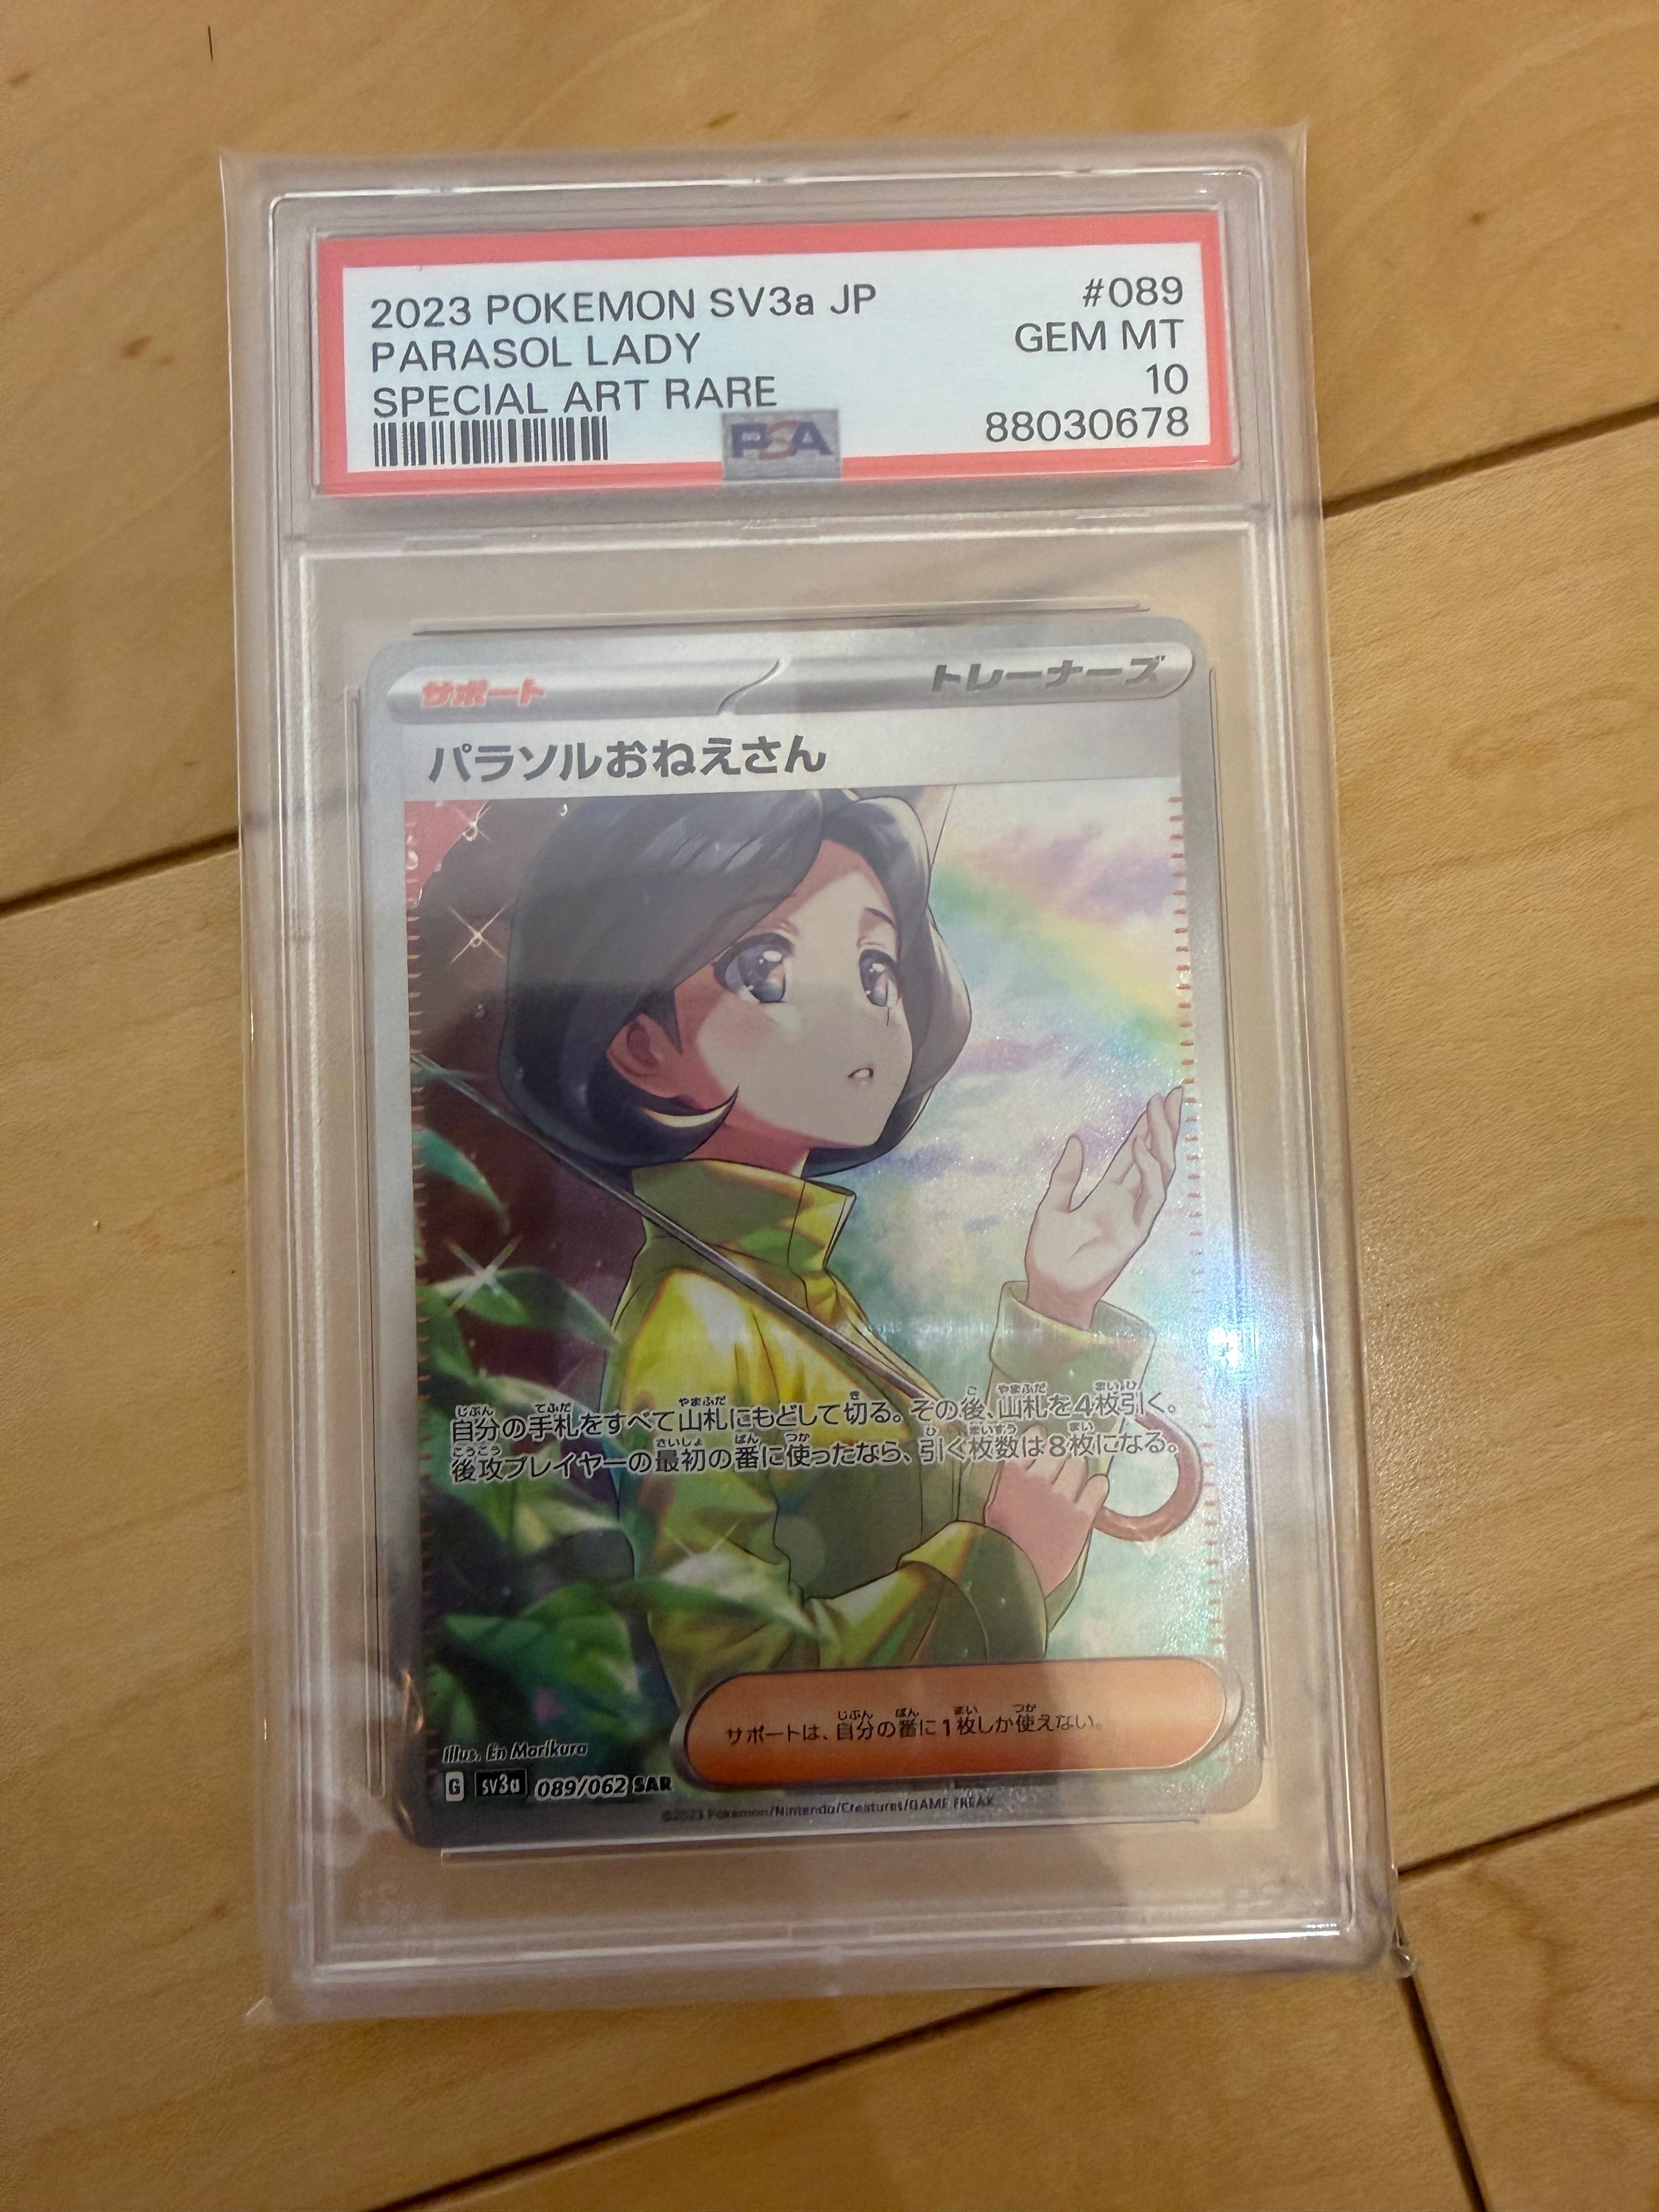 2023 POKEMON SV3a JP #089
PARASOL LADY GEM MT
SPECIAL ART RARE 10
PSA 88030678
サポート トレーナーズ
パラソルおねえさん
自分の手札をすべて山札にもどして切る。その後、山札を4枚引く。
後攻プレイヤーの最初の番に使ったなら、引く枚数は8枚になる。
サポートは、自分の番に1枚しか使えない。
Illus. En Morikura
G sv3a 089/062 SAR
©2023 Pokémon/Nintendo/Creatures/GAME FREAK.